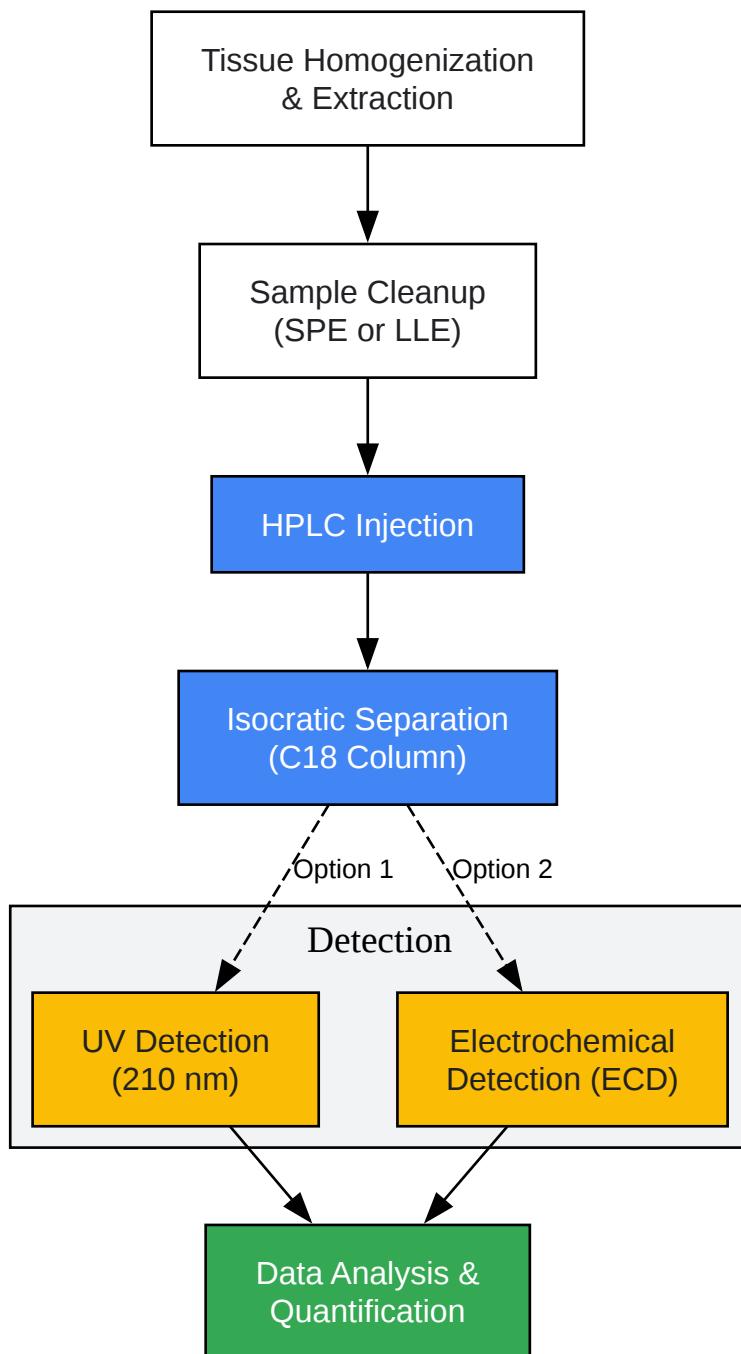 Tissue Homogenization
& Extraction
Sample Cleanup
(SPE or LLE)
HPLC Injection
Isocratic Separation
(C18 Column)
Option 1
Option 2
Detection
UV Detection
(210 nm)
Electrochemical
Detection (ECD)
Data Analysis &
Quantification